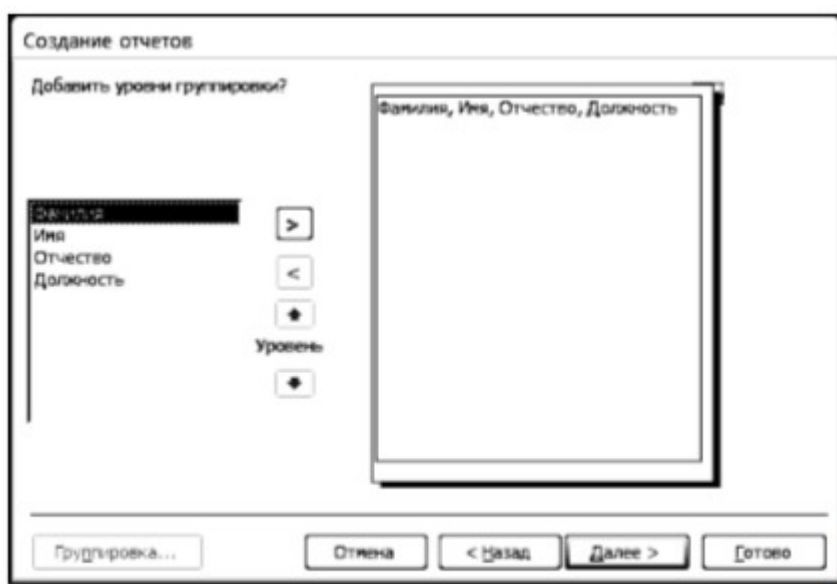 Создание отчетов
Добавить уровни группировки?
Фамилия, Имя, Отчество, Должность
Фамилия
Имя
Отчество
Должность
>
<
Уровень
Группировка...
Отмена
< Назад
Далее >
Готово